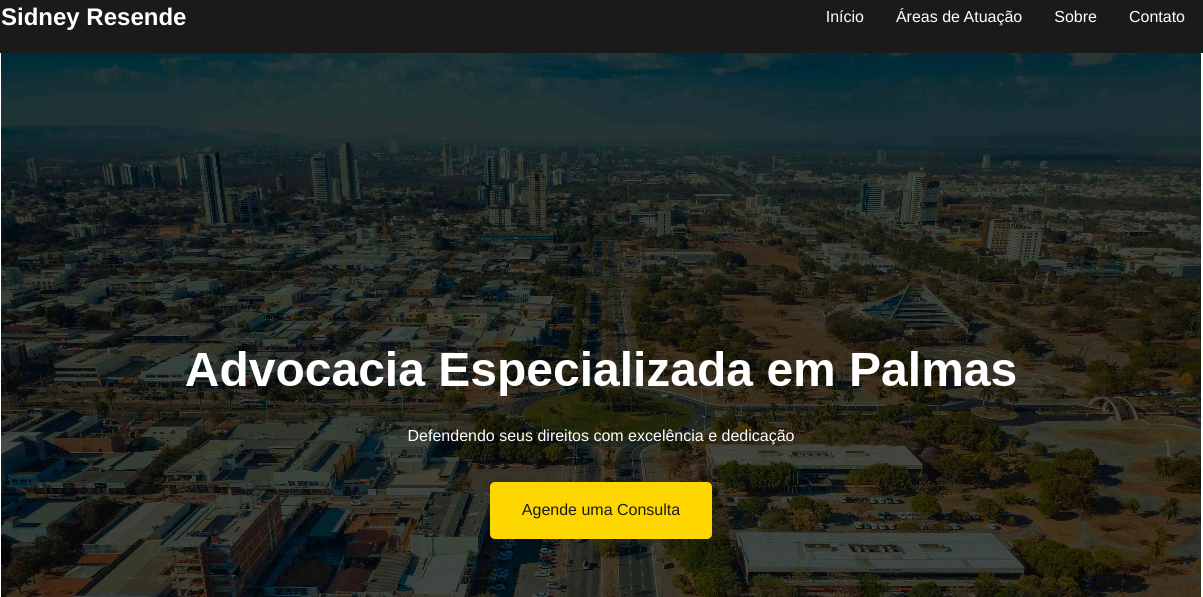 Sidney Resende
Início
Áreas de Atuação
Sobre
Contato
Advocacia Especializada em Palmas
Defendendo seus direitos com excelência e dedicação
Agende uma Consulta